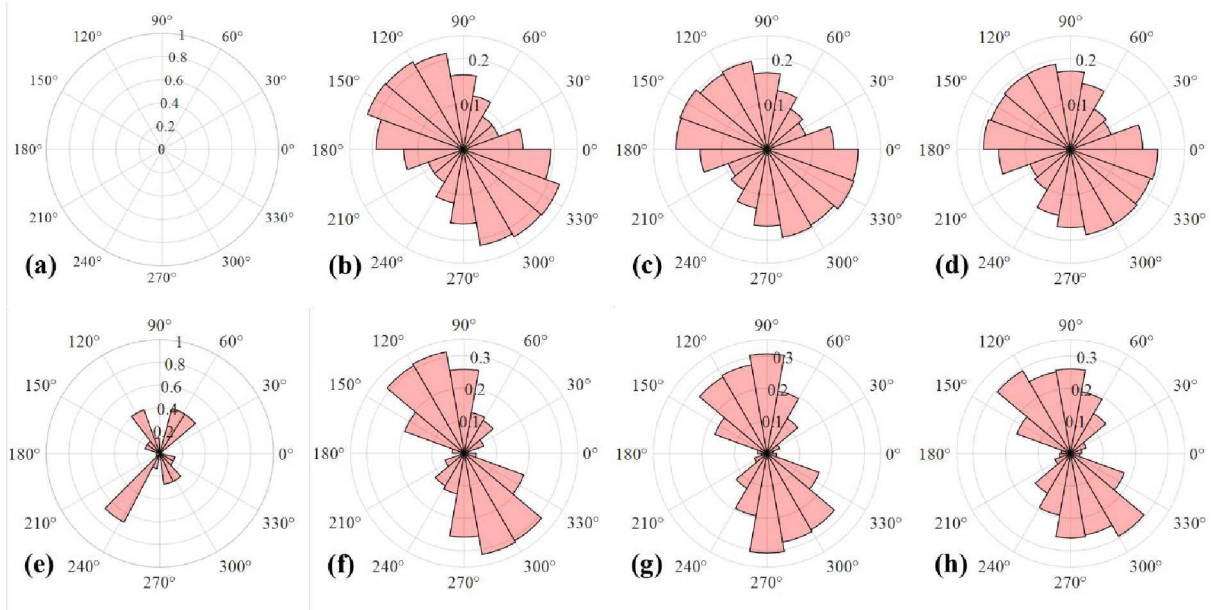 90° 90° 90° 90°
120° 1 60° 120° 60° 120° 60° 120° 60°
0.8 0.2 0.2 0.2
150° 0.6 30° 150° 30° 150° 30° 150° 30°
0.4 0.1 0.1 0.1
0.2
180° 0 0° 180° 0° 180° 0° 180° 0°
210° 330° 210° 330° 210° 330° 210° 330°
(a) 240° 300° (b) 240° 300° (c) 240° 300° (d) 240° 300°
270° 270° 270° 270°
90° 90° 90° 90°
120° 1 60° 120° 60° 120° 60° 120° 60°
0.8 0.3 0.3 0.3
150° 0.6 30° 150° 30° 150° 30° 150° 30°
0.4 0.2 0.2 0.2
0.2 0.1 0.1 0.1
180° 0° 180° 0° 180° 0° 180° 0°
210° 330° 210° 330° 210° 330° 210° 330°
(e) 240° 300° (f) 240° 300° (g) 240° 300° (h) 240° 300°
270° 270° 270° 270°